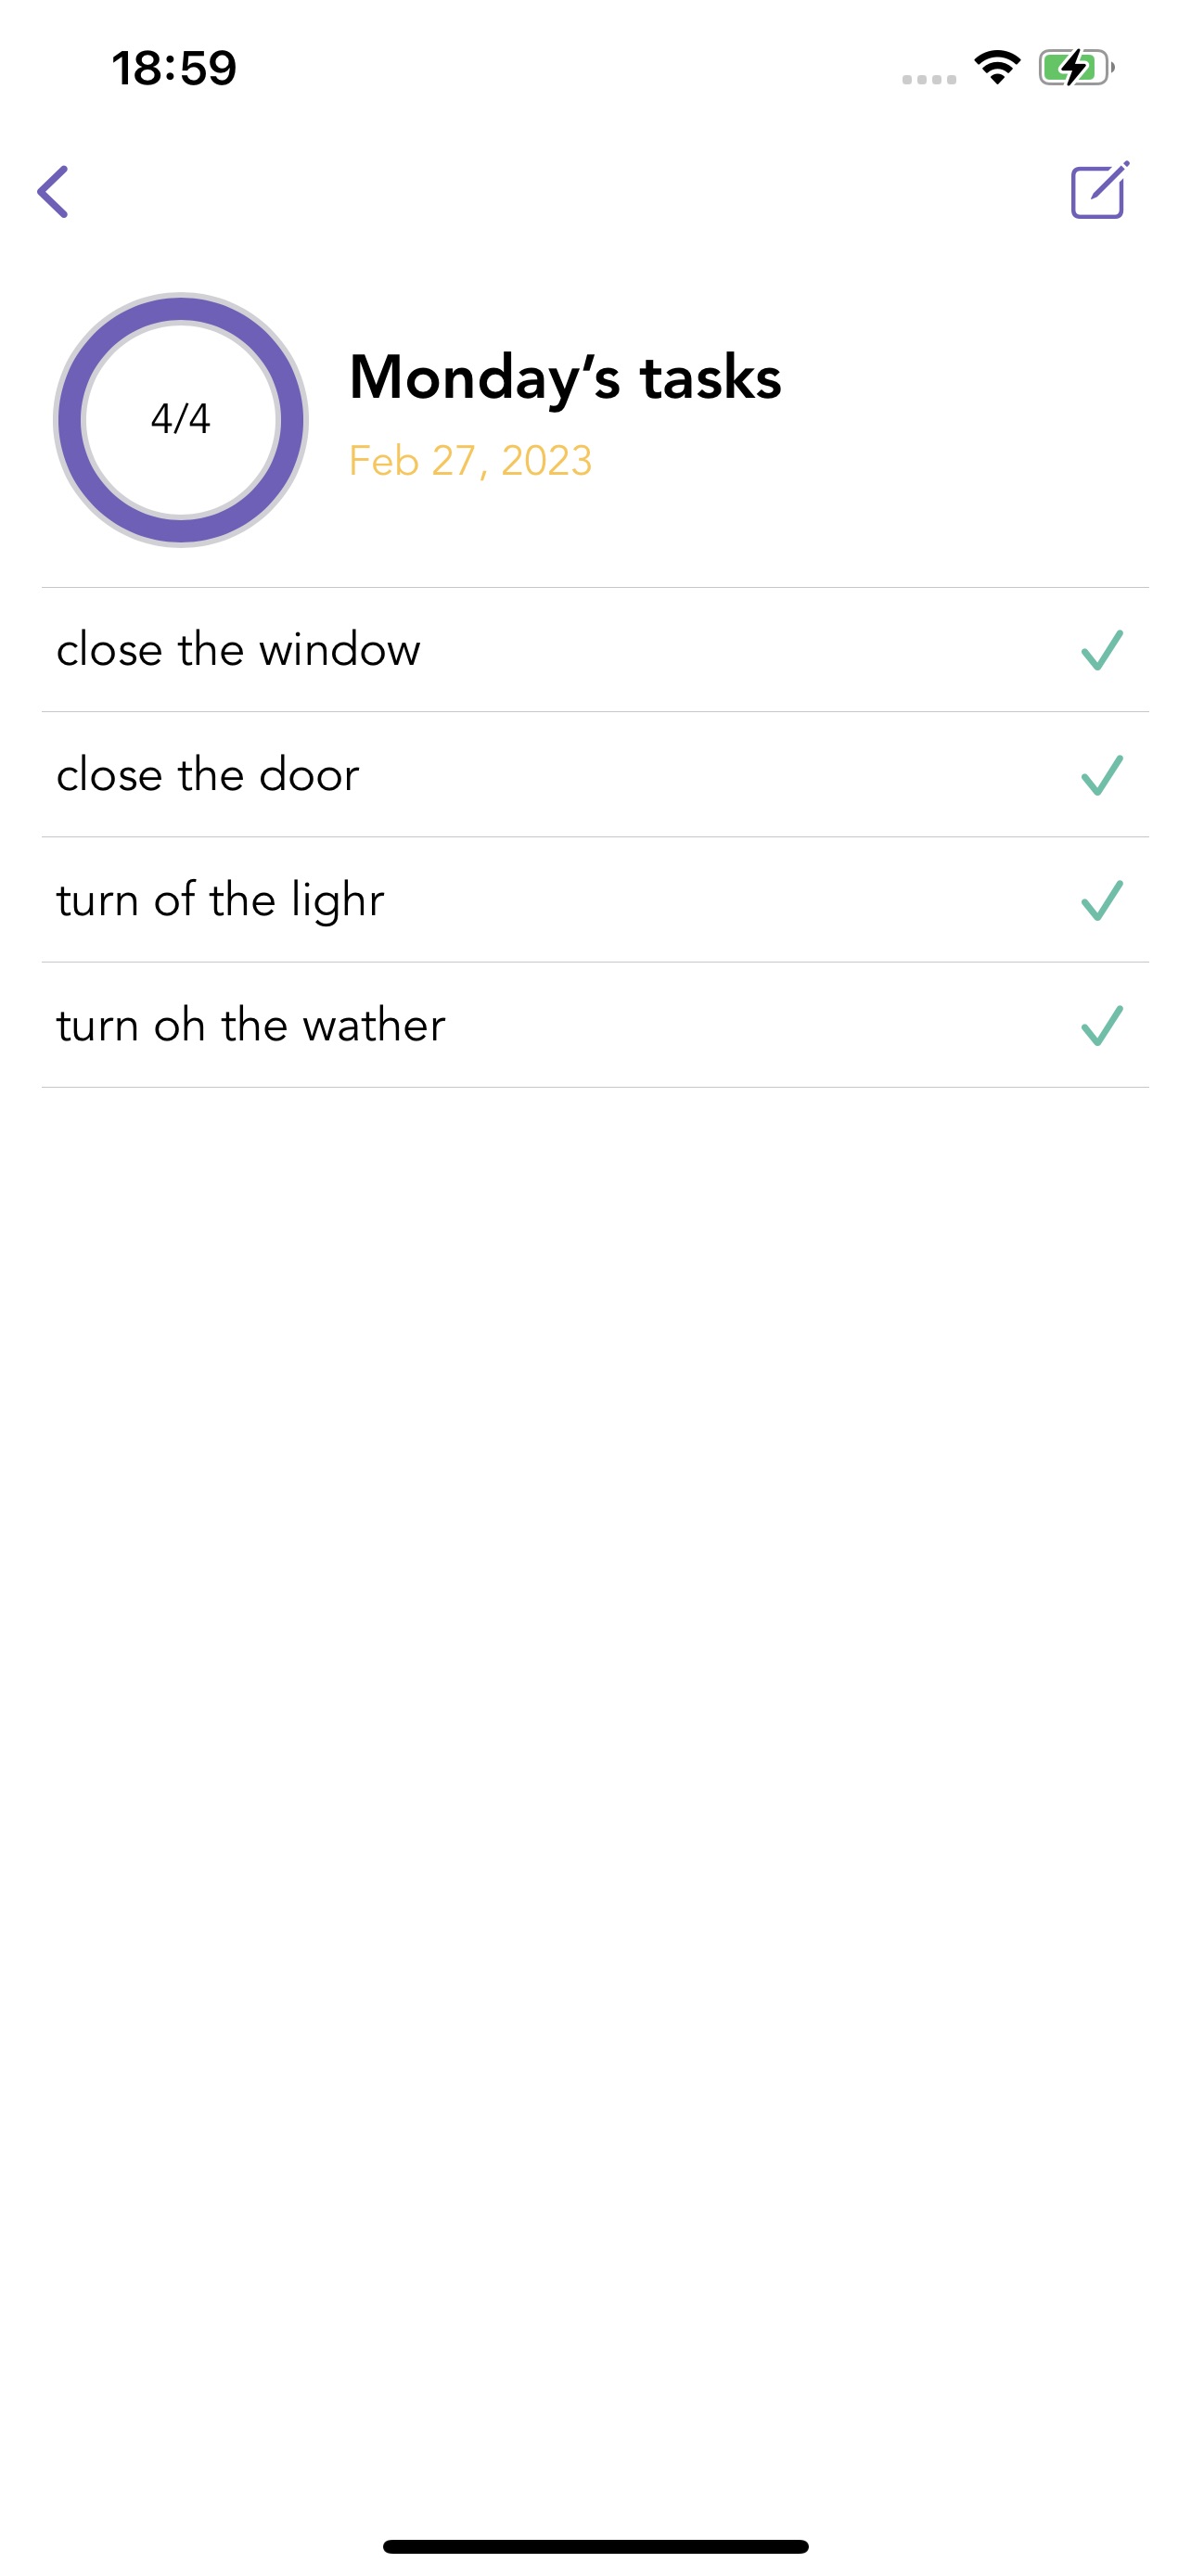 18:59
4/4
Monday’s tasks
Feb 27, 2023
close the window
close the door
turn of the lighr
turn oh the wather